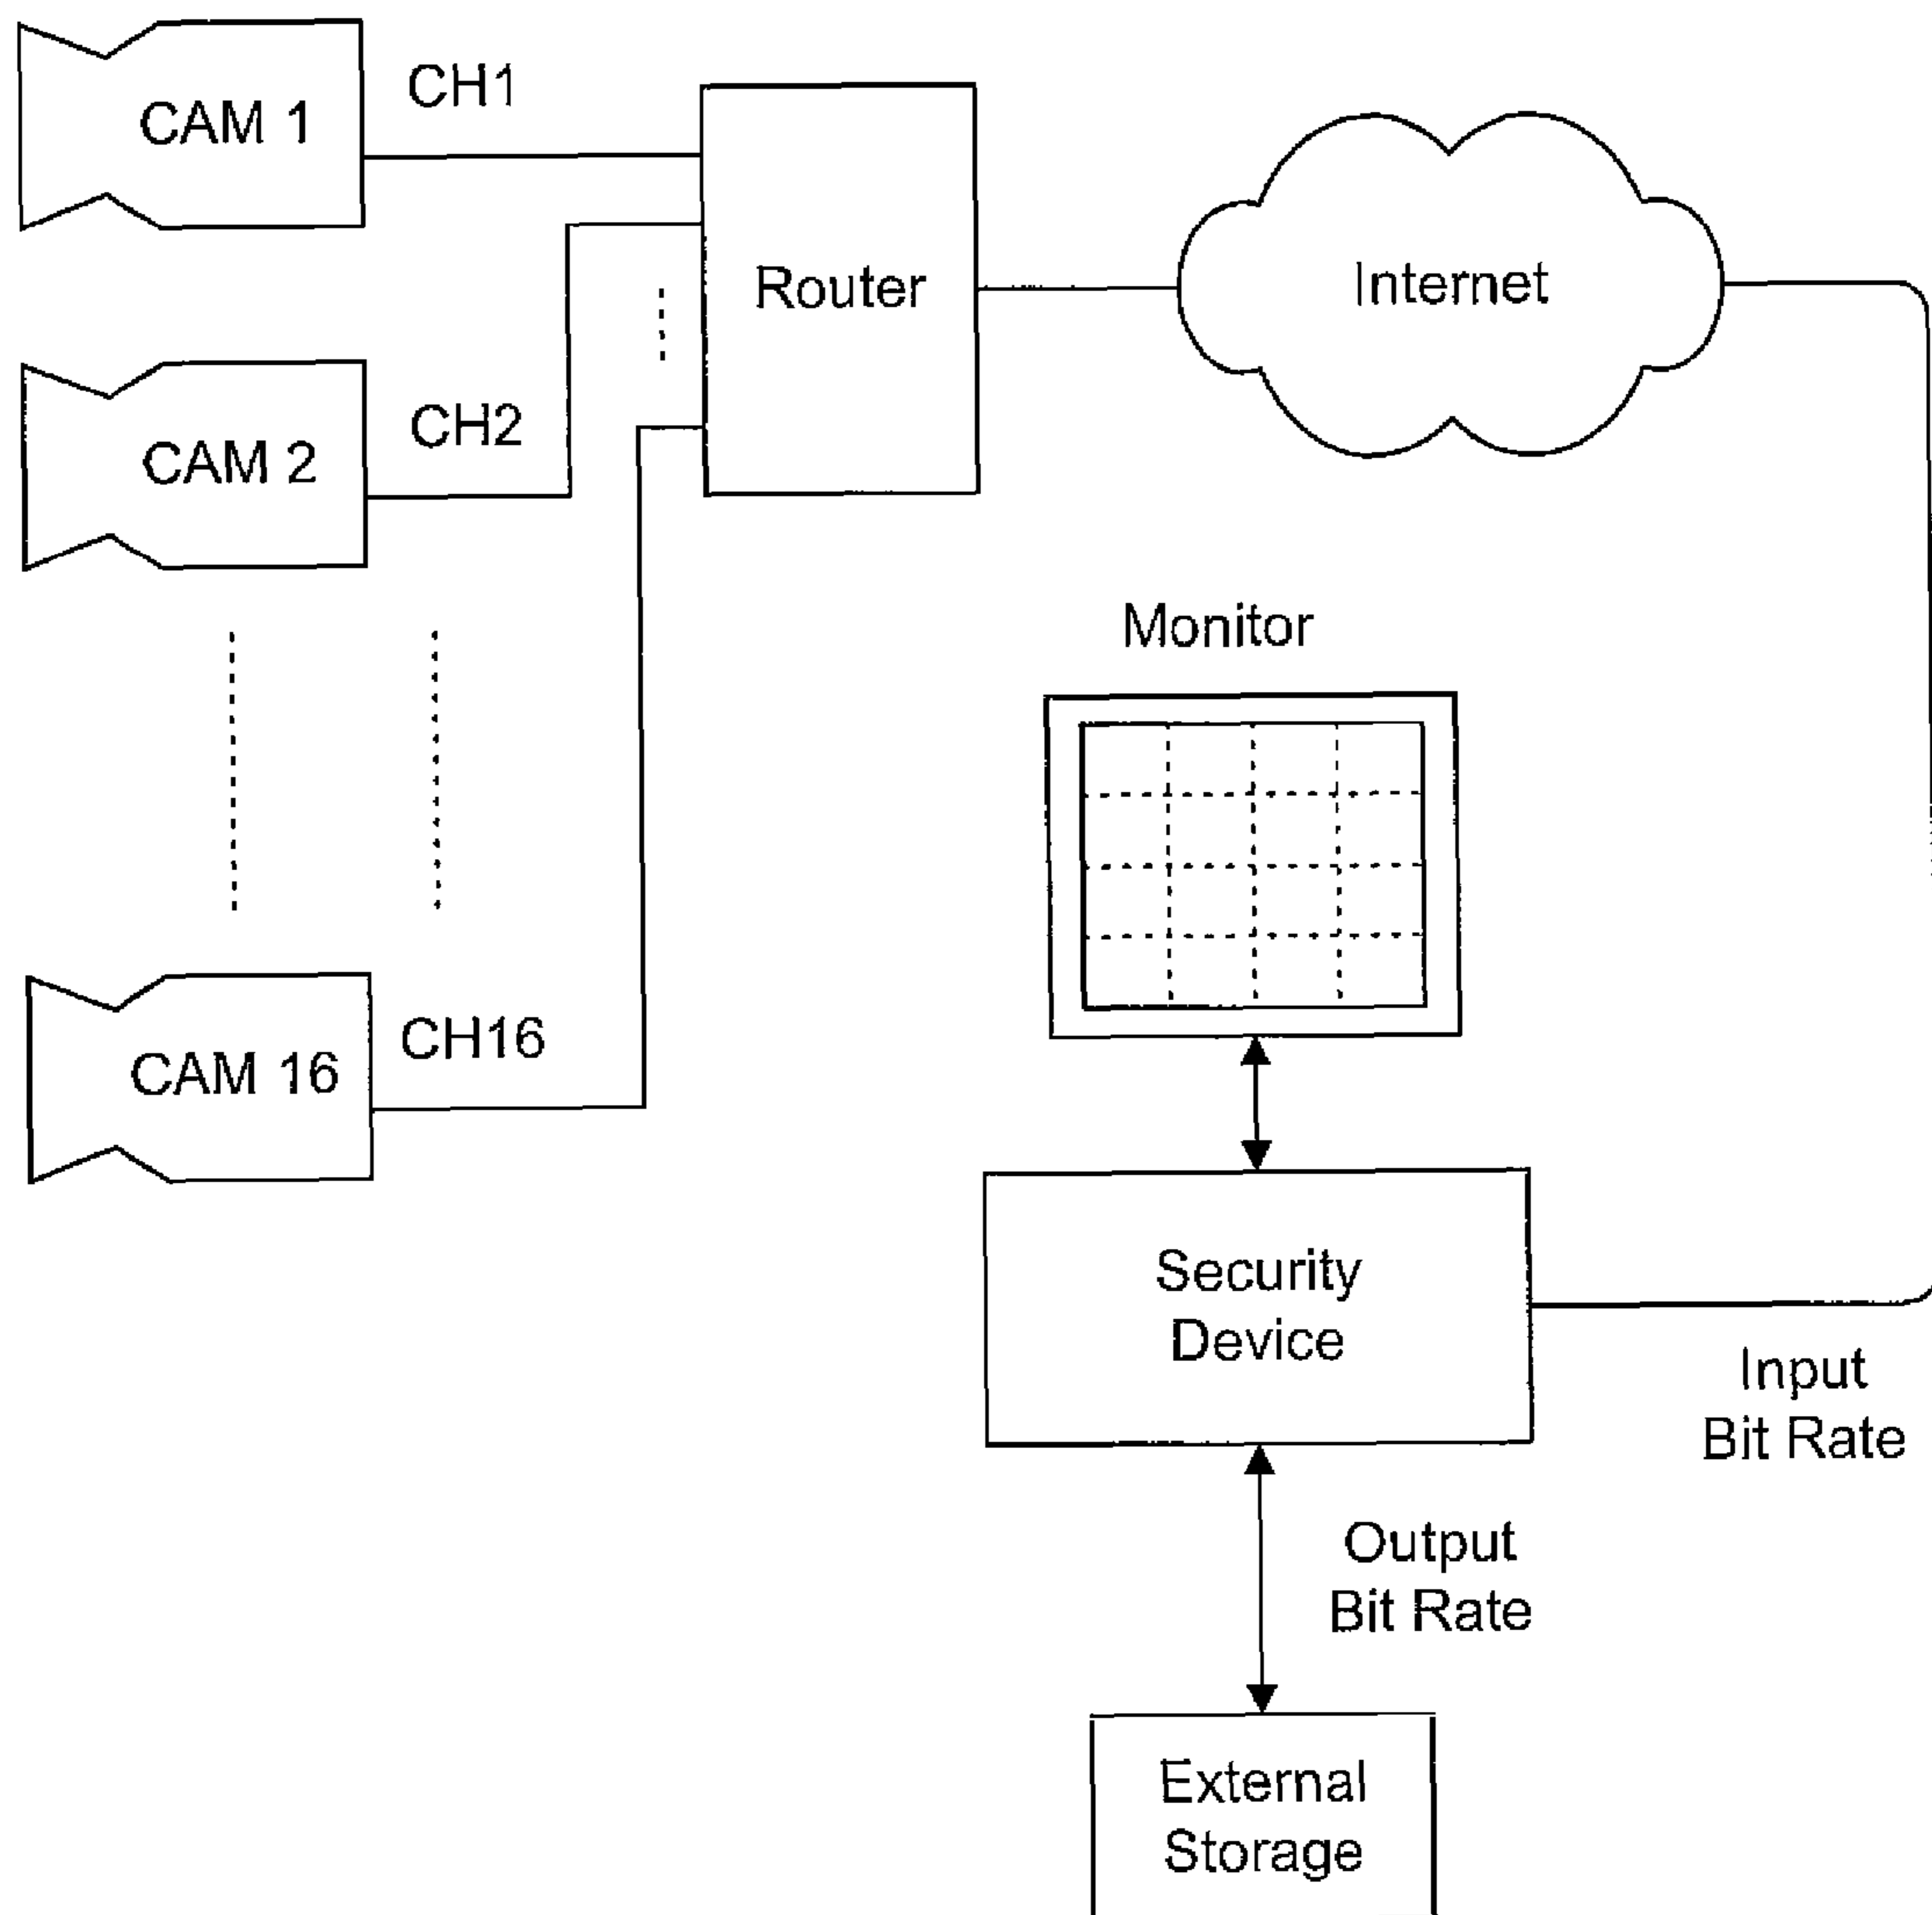 CAM 1
CH1
Router
Internet
CAM 2
CH2
Monitor
CAM 16
CH16
Security
Device
Input
Bit Rate
Output
Bit Rate
External
Storage